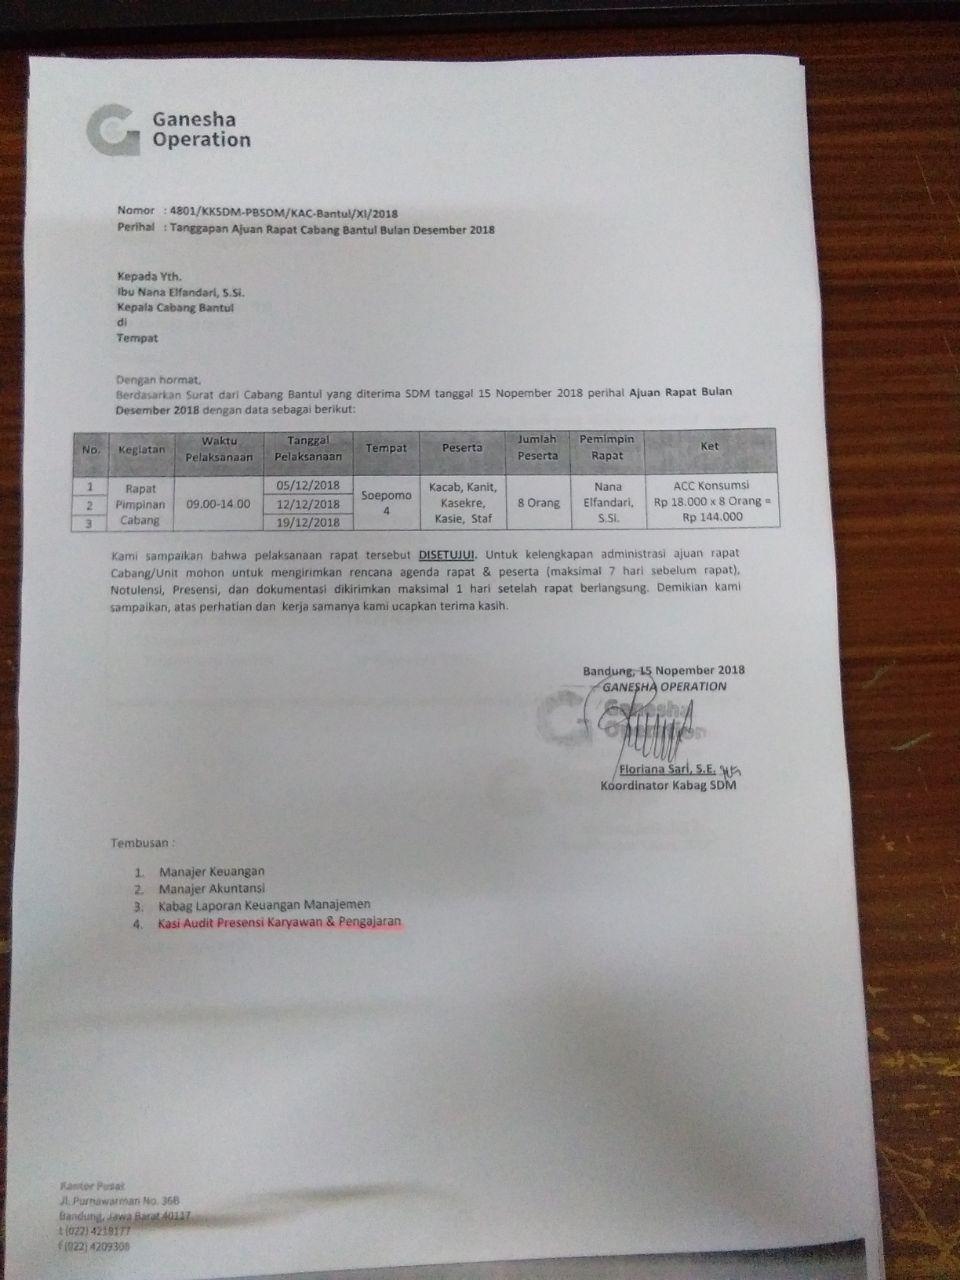 Ganesha
Operation
Nomor : 4801/KKSDM-PBSDM/KAC-Bantul/XI/2018
Perihal : Tanggapan Ajuan Rapat Cabang Bantul Bulan Desember 2018
Kepada Yth.
Ibu Nana Elfandari, S.Si.
Kepala Cabang Bantul
di
Tempat
Dengan hormat,
Berdasarkan Surat dari Cabang Bantul yang diterima SDM tanggal 15 Nopember 2018 perihal Ajuan Rapat Bulan
Desember 2018 dengan data sebagai berikut:
No. Kegiatan Waktu Pelaksanaan Tanggal Pelaksanaan Tempat Peserta Jumlah Peserta Pemimpin Rapat Ket
1 Rapat 05/12/2018 Kacab, Kanit, Nana ACC Konsumsi
2 Pimpinan 09.00-14.00 12/12/2018 Soepomo 4 Kasekre, 8 Orang Elfandari, Rp 18.000 x 8 Orang =
3 Cabang 19/12/2018 Kasie, Staf S.Si. Rp 144.000
Kami sampaikan bahwa pelaksanaan rapat tersebut DISETUJUI. Untuk kelengkapan administrasi ajuan rapat
Cabang/Unit mohon untuk mengirimkan rencana agenda rapat & peserta (maksimal 7 hari sebelum rapat),
Notulensi, Presensi, dan dokumentasi dikirimkan maksimal 1 hari setelah rapat berlangsung. Demikian kami
sampaikan, atas perhatian dan kerja samanya kami ucapkan terima kasih.
Bandung, 15 Nopember 2018
GANESHA OPERATION
Ganesha
Operation
Floriana Sari, S.E.
Koordinator Kabag SDM
Tembusan :
1. Manajer Keuangan
2. Manajer Akuntansi
3. Kabag Laporan Keuangan Manajemen
4. Kasi Audit Presensi Karyawan & Pengajaran
Kantor Pusat
Jl. Purnawarman No. 36B
Bandung, Jawa Barat 40117
t (022) 4218177
f (022) 4209308